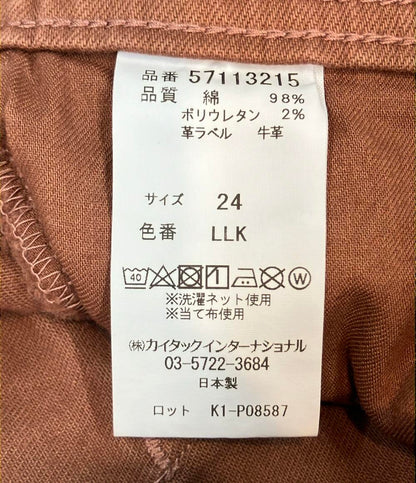 品番 57113215
品質 綿 98%
ポリウレタン 2%
革ラベル 牛革
サイズ 24
色番 LLK
40 W
※洗濯ネット使用
※当て布使用
㈱カイタックインターナショナル
03-5722-3684
日本製
ロット K1-P08587